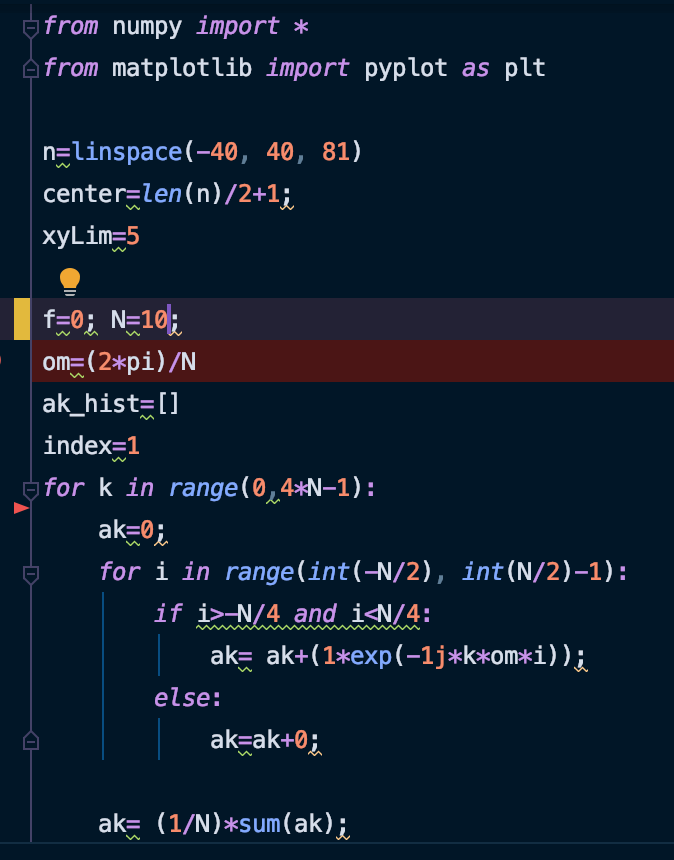 from numpy import *
from matplotlib import pyplot as plt
n=linspace(-40, 40, 81)
center=len(n)/2+1;
xyLim=5
f=0; N=10;
om=(2*pi)/N
ak_hist=[]
index=1
for k in range(0,4*N-1):
    ak=0;
    for i in range(int(-N/2), int(N/2)-1):
        if i>-N/4 and i<N/4:
            ak= ak+(1*exp(-1j*k*om*i));
        else:
            ak=ak+0;
    ak= (1/N)*sum(ak);